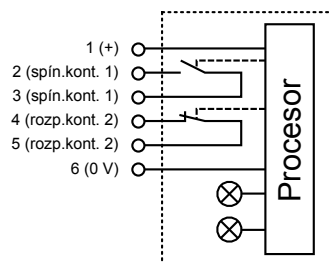 1 (+)
2 (spín.kont. 1)
3 (spín.kont. 1)
4 (rozp.kont. 2)
5 (rozp.kont. 2)
6 (0 V)
Procesor